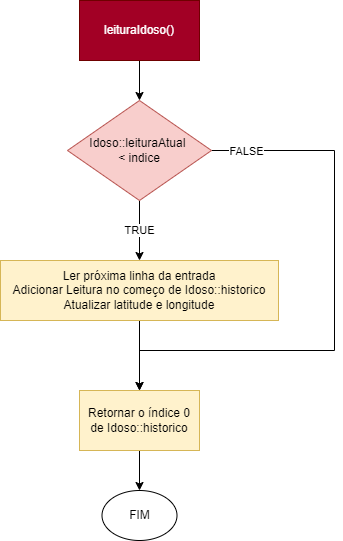 leituraIdoso()
Idoso::leituraAtual
< indice
FALSE
TRUE
Ler próxima linha da entrada
Adicionar Leitura no começo de Idoso::historico
Atualizar latitude e longitude
Retornar o índice 0
de Idoso::historico
FIM